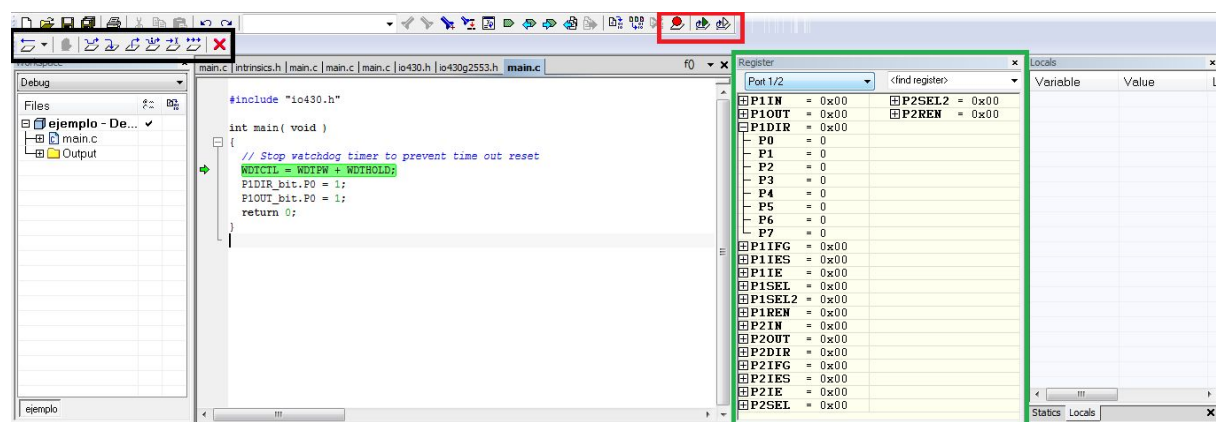 Workspace
Debug
Files
ejemplo - De...
main.c
Output
ejemplo
main.c | intrinsics.h | main.c | main.c | main.c | io430.h | io430g2553.h main.c
f()
#include "io430.h"
int main( void )
{
// Stop watchdog timer to prevent time out reset
WDTCTL = WDTPW + WDTHOLD;
P1DIR_bit.P0 = 1;
P1OUT_bit.P0 = 1;
return 0;
}
Register
Port 1/2
<find register>
P1IN = 0x00 P2SEL2 = 0x00
P1OUT = 0x00 P2REN = 0x00
P1DIR = 0x00
P0 = 0
P1 = 0
P2 = 0
P3 = 0
P4 = 0
P5 = 0
P6 = 0
P7 = 0
P1IFG = 0x00
P1IES = 0x00
P1IE = 0x00
P1SEL = 0x00
P1SEL2 = 0x00
P1REN = 0x00
P2IN = 0x00
P2OUT = 0x00
P2DIR = 0x00
P2IFG = 0x00
P2IES = 0x00
P2IE = 0x00
P2SEL = 0x00
Locals
Variable Value L
Statics Locals